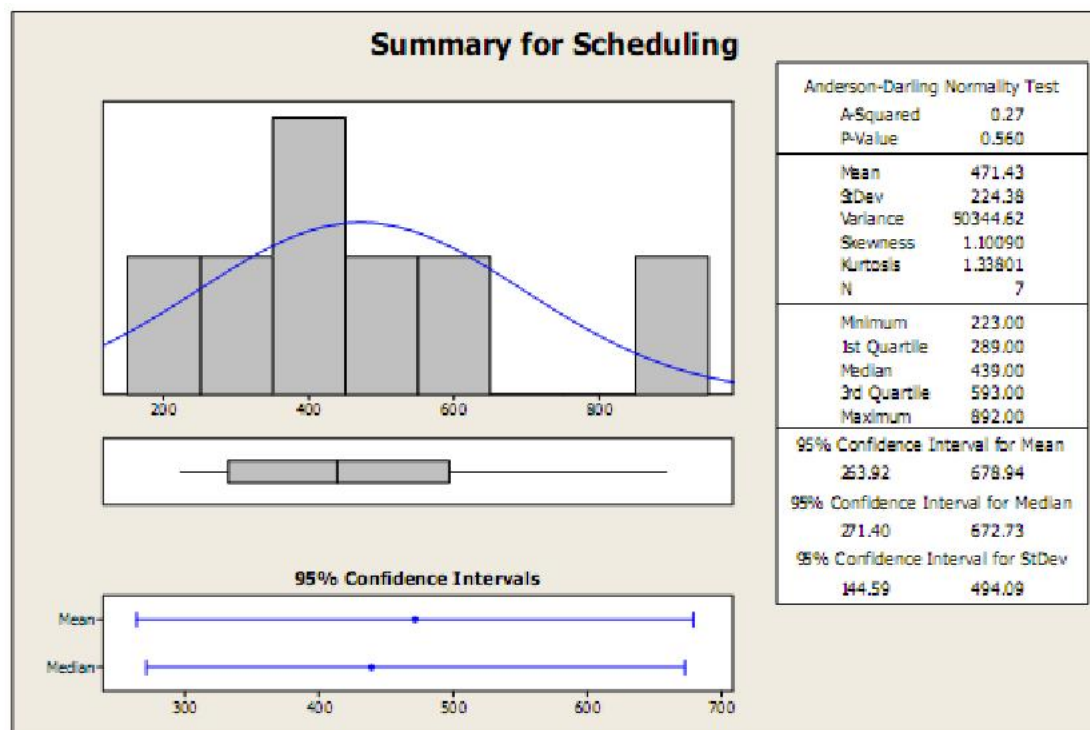 Summary for Scheduling
200 400 600 800
95% Confidence Intervals
Mean
Median
300 400 500 600 700
Anderson-Darling Normality Test
A-Squared 0.27
P-Value 0.560
Mean 471.43
StDev 224.38
Variance 50344.62
Skewness 1.10090
Kurtosis 1.33801
N 7
Minimum 223.00
1st Quartile 289.00
Median 439.00
3rd Quartile 593.00
Maximum 892.00
95% Confidence Interval for Mean
263.92 678.94
95% Confidence Interval for Median
271.40 672.73
95% Confidence Interval for StDev
144.59 494.09